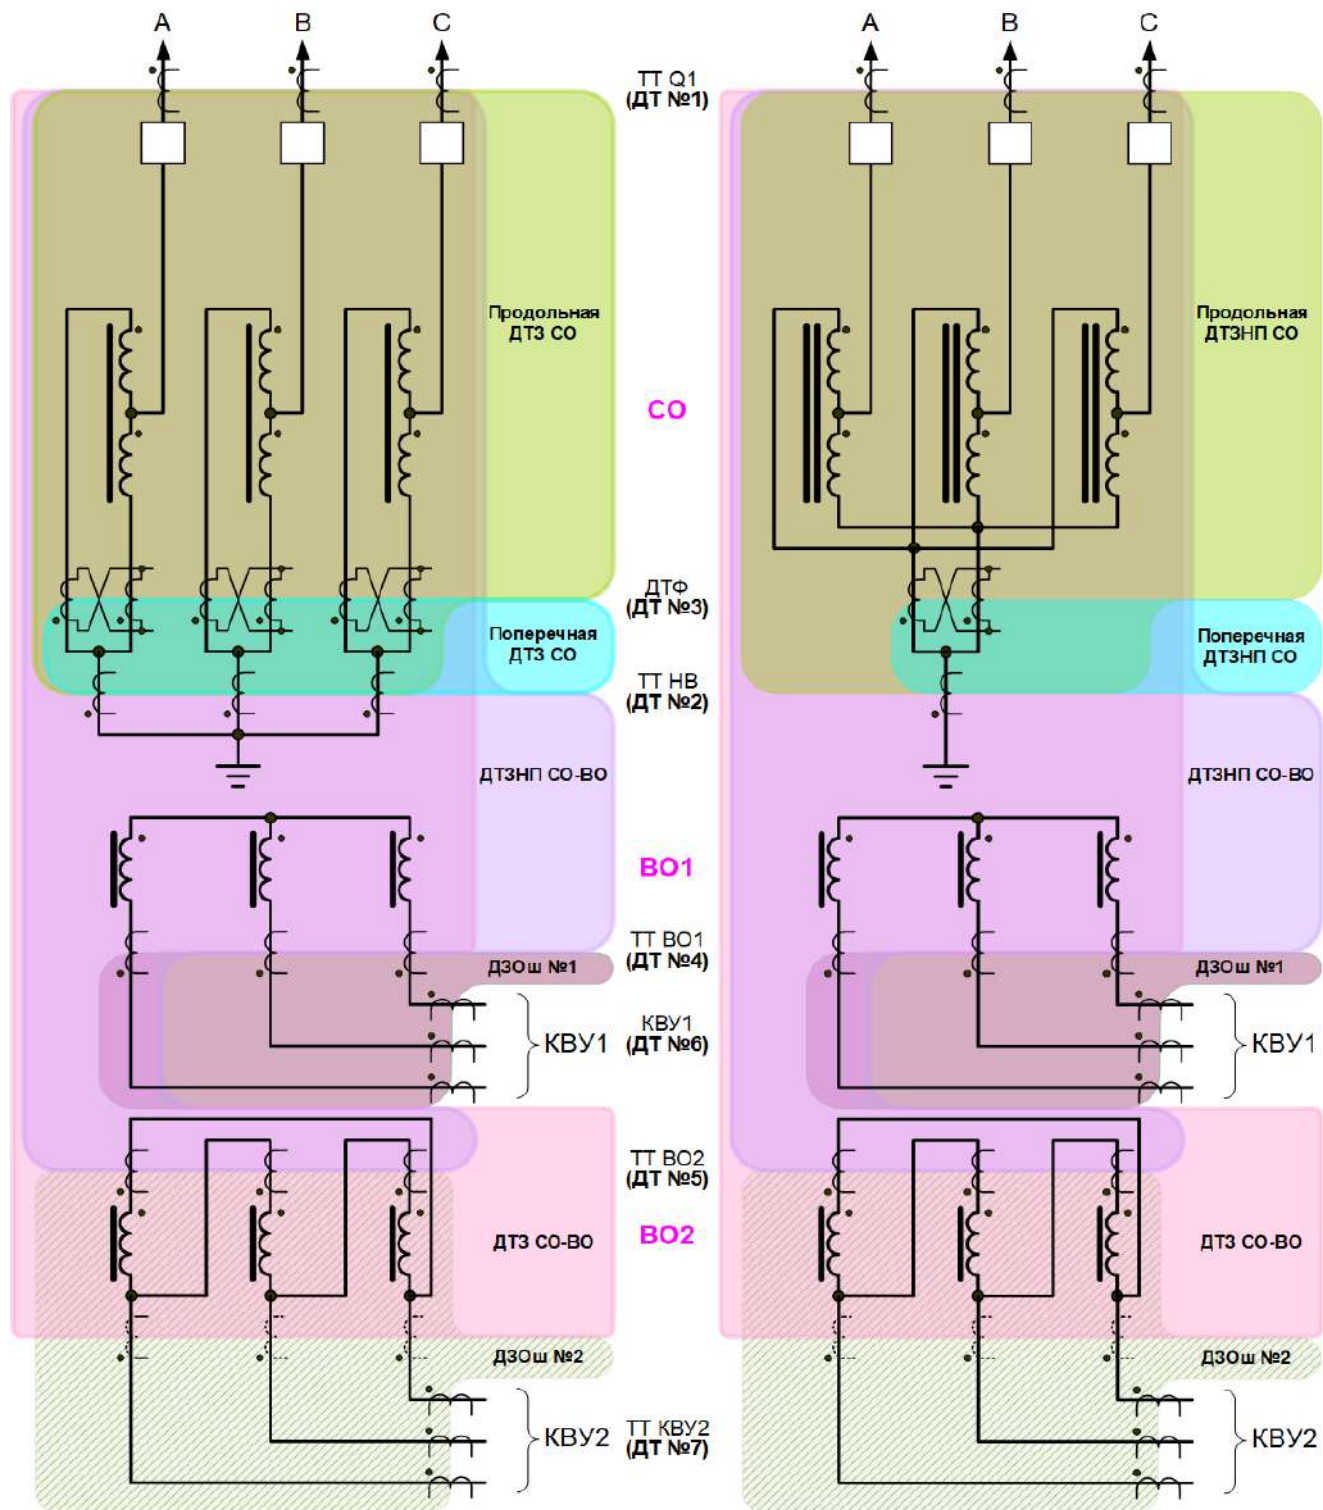 A B C A B C
ТТ Q1
(ДТ №1)
Продольная
ДТЗ СО
Продольная
ДТЗНП СО
СО
ДТФ
(ДТ №3)
Поперечная
ДТЗ СО
Поперечная
ДТЗНП СО
ТТ НВ
(ДТ №2)
ДТЗНП СО-ВО
ДТЗНП СО-ВО
ВО1
ТТ ВО1
(ДТ №4)
ДЗОш №1
ДЗОш №1
КВУ1
КВУ1
(ДТ №6)
КВУ1
ТТ ВО2
(ДТ №5)
ВО2
ДТЗ СО-ВО
ДТЗ СО-ВО
ДЗОш №2
ДЗОш №2
КВУ2
ТТ КВУ2
(ДТ №7)
КВУ2